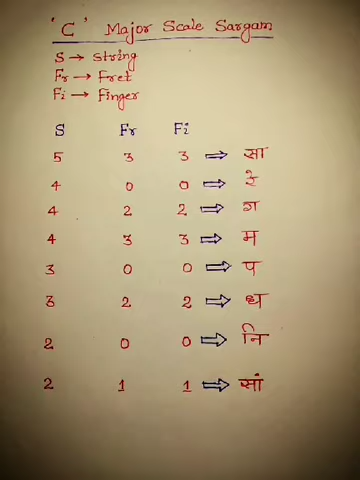 'C' Major Scale Sargam
S → String
Fr → Fret
Fi → Finger
S Fr Fi
5 3 3 ⇒ सा
4 0 0 ⇒ रे
4 2 2 ⇒ ग
4 3 3 ⇒ म
3 0 0 ⇒ प
3 2 2 ⇒ ध
2 0 0 ⇒ नि
2 1 1 ⇒ सां